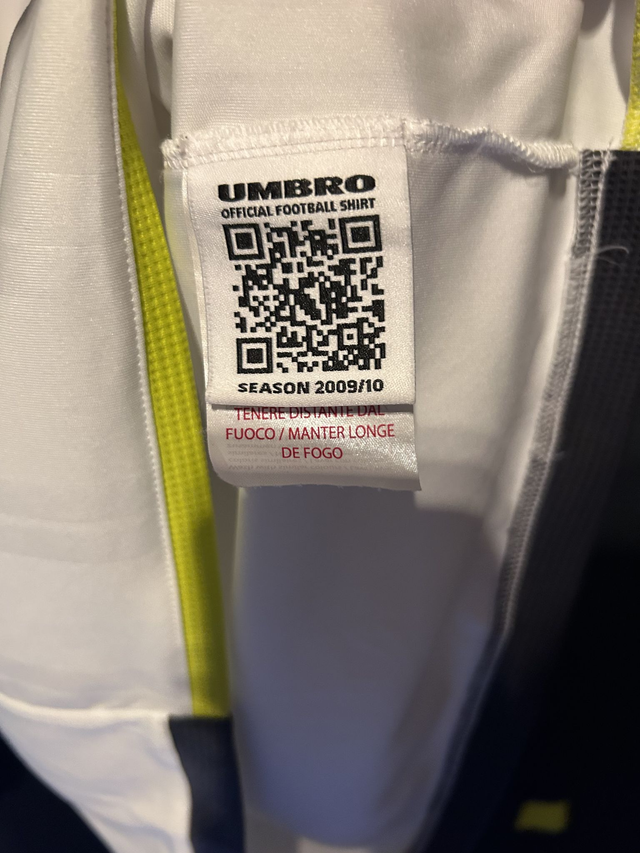 UMBRO
OFFICIAL FOOTBALL SHIRT
SEASON 2009/10
TENERE DISTANTE DAL
FUOCO / MANTER LONGE
DE FOGO